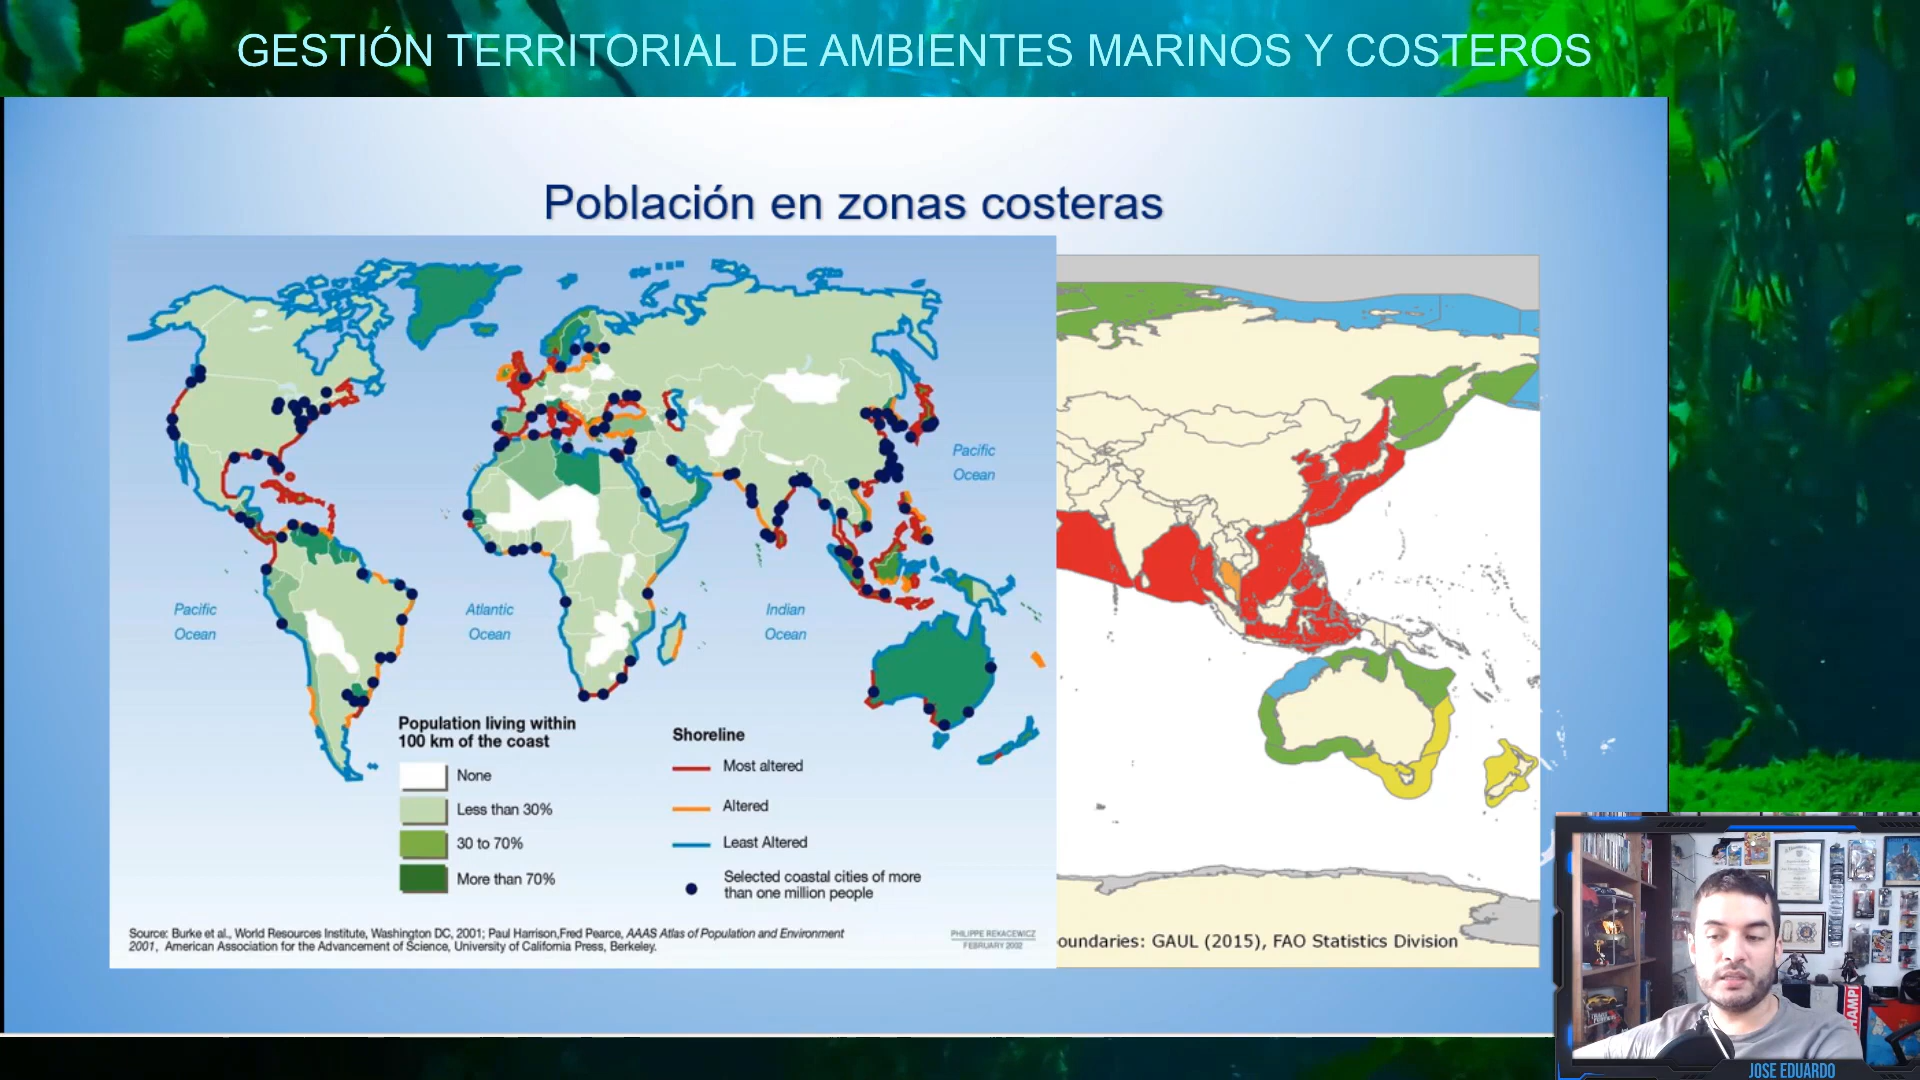 GESTIÓN TERRITORIAL DE AMBIENTES MARINOS Y COSTEROS
Población en zonas costeras
Pacific
Ocean
Pacific
Ocean
Atlantic
Ocean
Indian
Ocean
Population living within
100 km of the coast
None
Less than 30%
30 to 70%
More than 70%
Shoreline
Most altered
Altered
Least Altered
Selected coastal cities of more
than one million people
Source: Burke et al., World Resources Institute, Washington DC, 2001; Paul Harrison,Fred Pearce, AAAS Atlas of Population and Environment
2001, American Association for the Advancement of Science, University of California Press, Berkeley.
PHILIPPE REKACEWICZ
FEBRUARY 2002
oundaries: GAUL (2015), FAO Statistics Division
HAMPI
JOSE EDUARDO